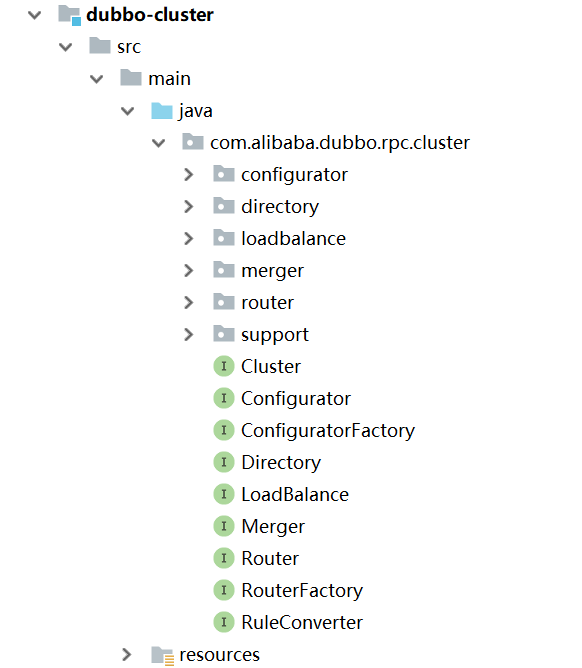 dubbo-cluster
src
main
java
com.alibaba.dubbo.rpc.cluster
configurator
directory
loadbalance
merger
router
support
I Cluster
I Configurator
I ConfiguratorFactory
I Directory
I LoadBalance
I Merger
I Router
I RouterFactory
I RuleConverter
resources